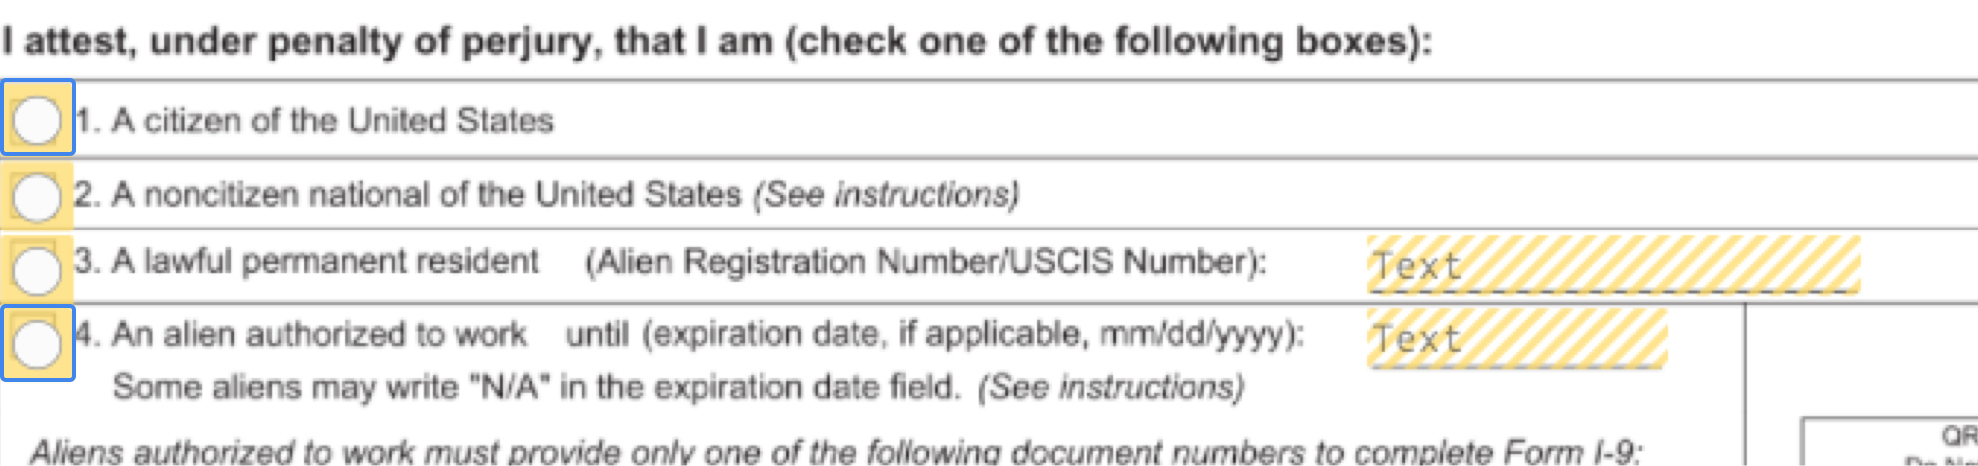 I attest, under penalty of perjury, that I am (check one of the following boxes):
1. A citizen of the United States
2. A noncitizen national of the United States (See instructions)
3. A lawful permanent resident (Alien Registration Number/USCIS Number): Text
4. An alien authorized to work until (expiration date, if applicable, mm/dd/yyyy): Text
Some aliens may write "N/A" in the expiration date field. (See instructions)
QR
Aliens authorized to work must provide only one of the following document numbers to complete Form I-9: